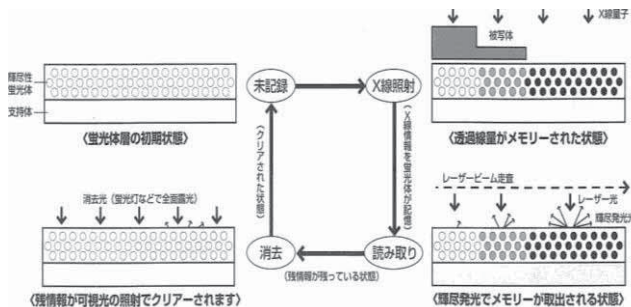 X線量子
被写体
輝尽性
蛍光体
支持体
〈蛍光体層の初期状態〉
未記録
X線照射
〈透過線量がメモリーされた状態〉
(クリアされた状態)
(X線情報を蛍光体が記憶)
消去光(蛍光灯などで全面露光)
消去
読み取り
(残情報が残っている状態)
〈残情報が可視光の照射でクリアーされます〉
レーザービーム走査
レーザー光
輝尽発光光
〈輝尽発光でメモリーが取出される状態〉